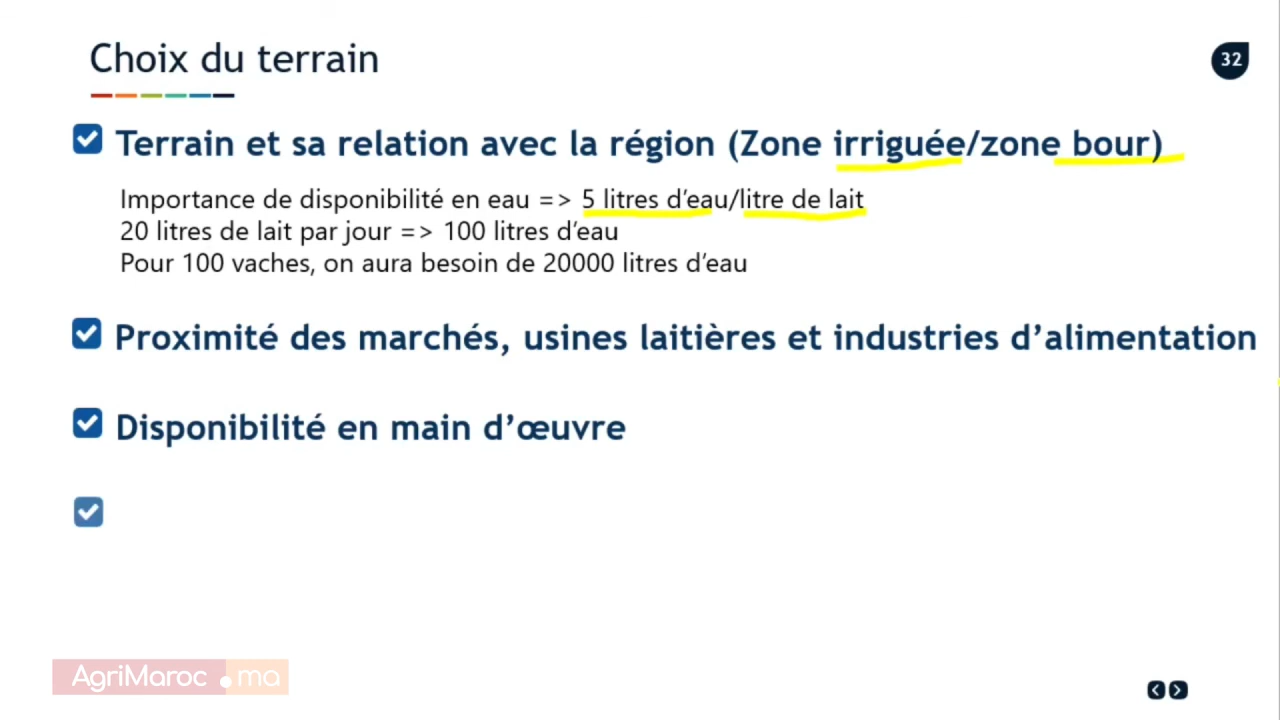 Choix du terrain
32
Terrain et sa relation avec la région (Zone irriguée/zone bour)
Importance de disponibilité en eau => 5 litres d’eau/litre de lait
20 litres de lait par jour => 100 litres d’eau
Pour 100 vaches, on aura besoin de 20000 litres d’eau
Proximité des marchés, usines laitières et industries d’alimentation
Disponibilité en main d’œuvre
AgriMaroc.ma